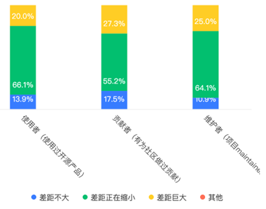 20.0%
27.3%
25.0%
66.1%
55.2%
64.1%
13.9%
17.5%
10.9%
使用者（使用过开源产品）
贡献者（有为社区做过贡献）
维护者（项目maintaine
差距不大
差距正在缩小
差距巨大
其他